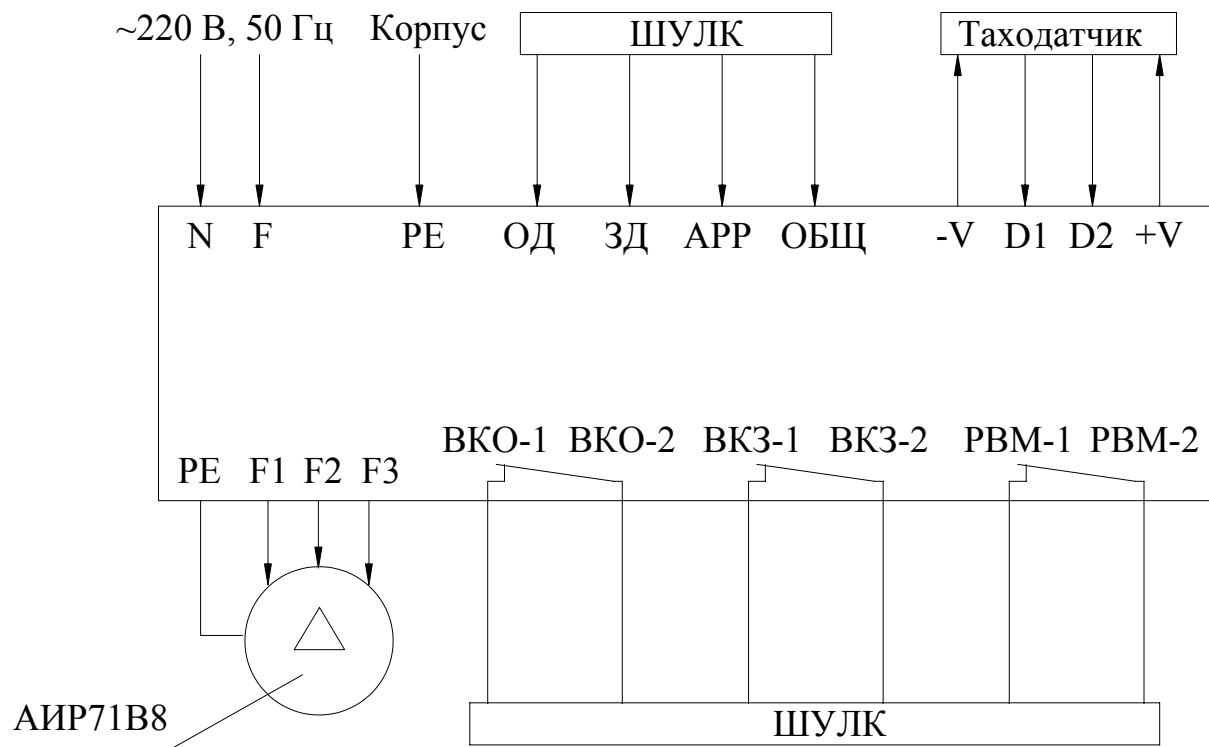 ~220 В, 50 Гц Корпус ШУЛК Таходатчик
N F PE ОД ЗД АРР ОБЩ -V D1 D2 +V
ВКО-1 ВКО-2 ВКЗ-1 ВКЗ-2 РВМ-1 РВМ-2
PE F1 F2 F3
АИР71В8
ШУЛК